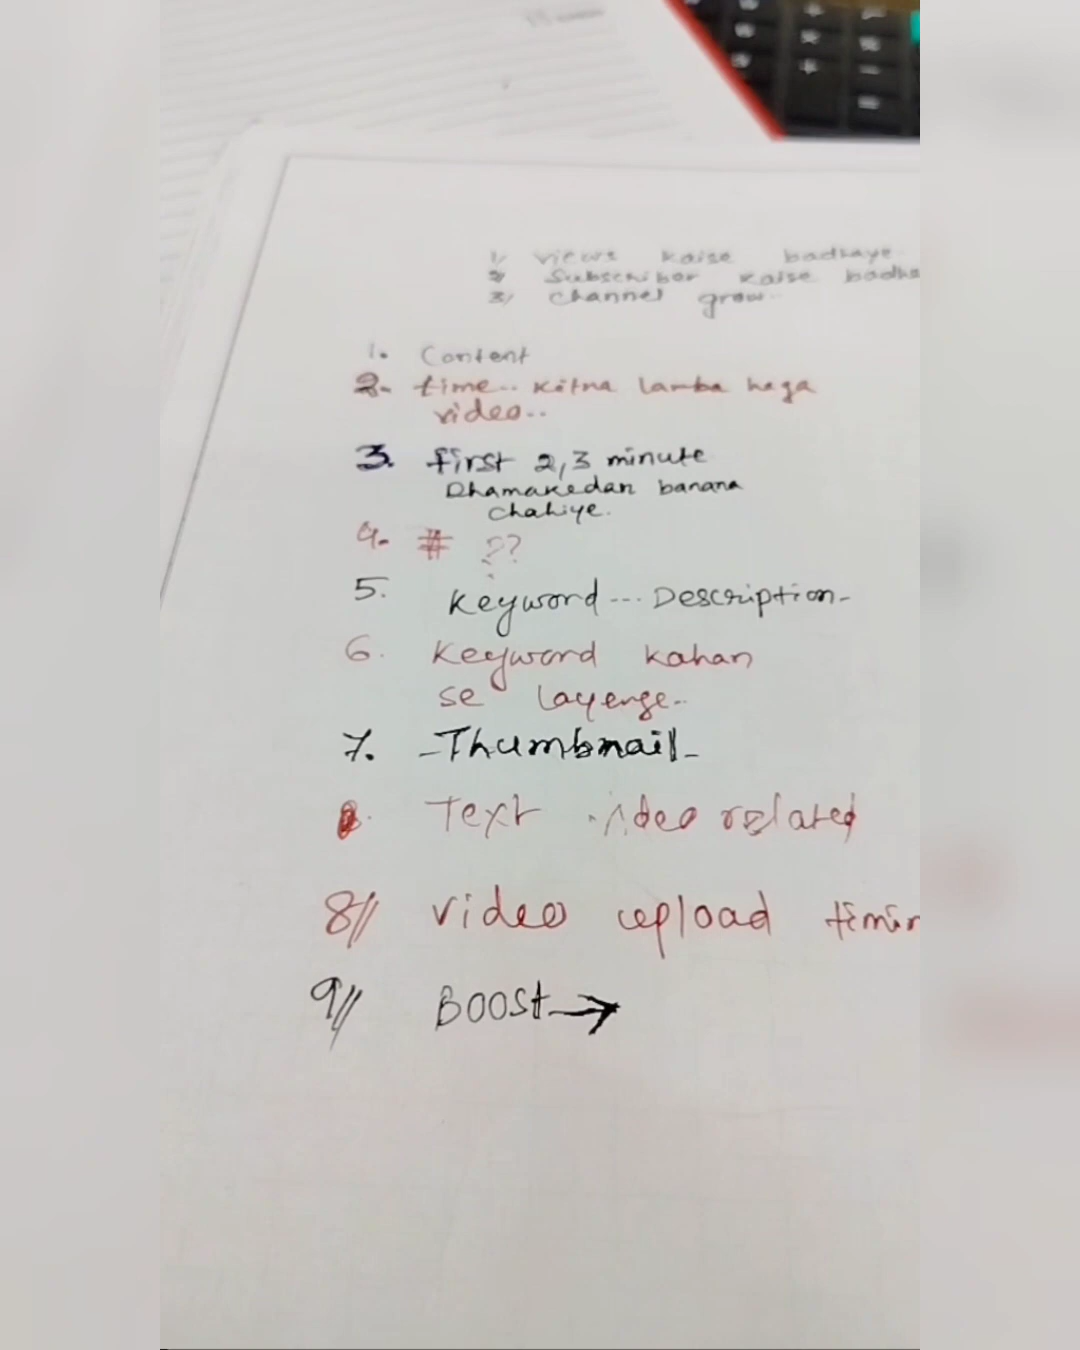 1/ views kaise badhaye
2/ Subscriber kaise badha
3/ channel grow..
1. Content
2. time.. kitna lamba hoga
video..
3. first 2,3 minute
Dhamakedar banana
chahiye.
4. # ??
5. Keyword... Description-
6. Keyword kahan
se layenge..
7. -Thumbnail-
Text video related
8// video upload timin
9// BOOSt→